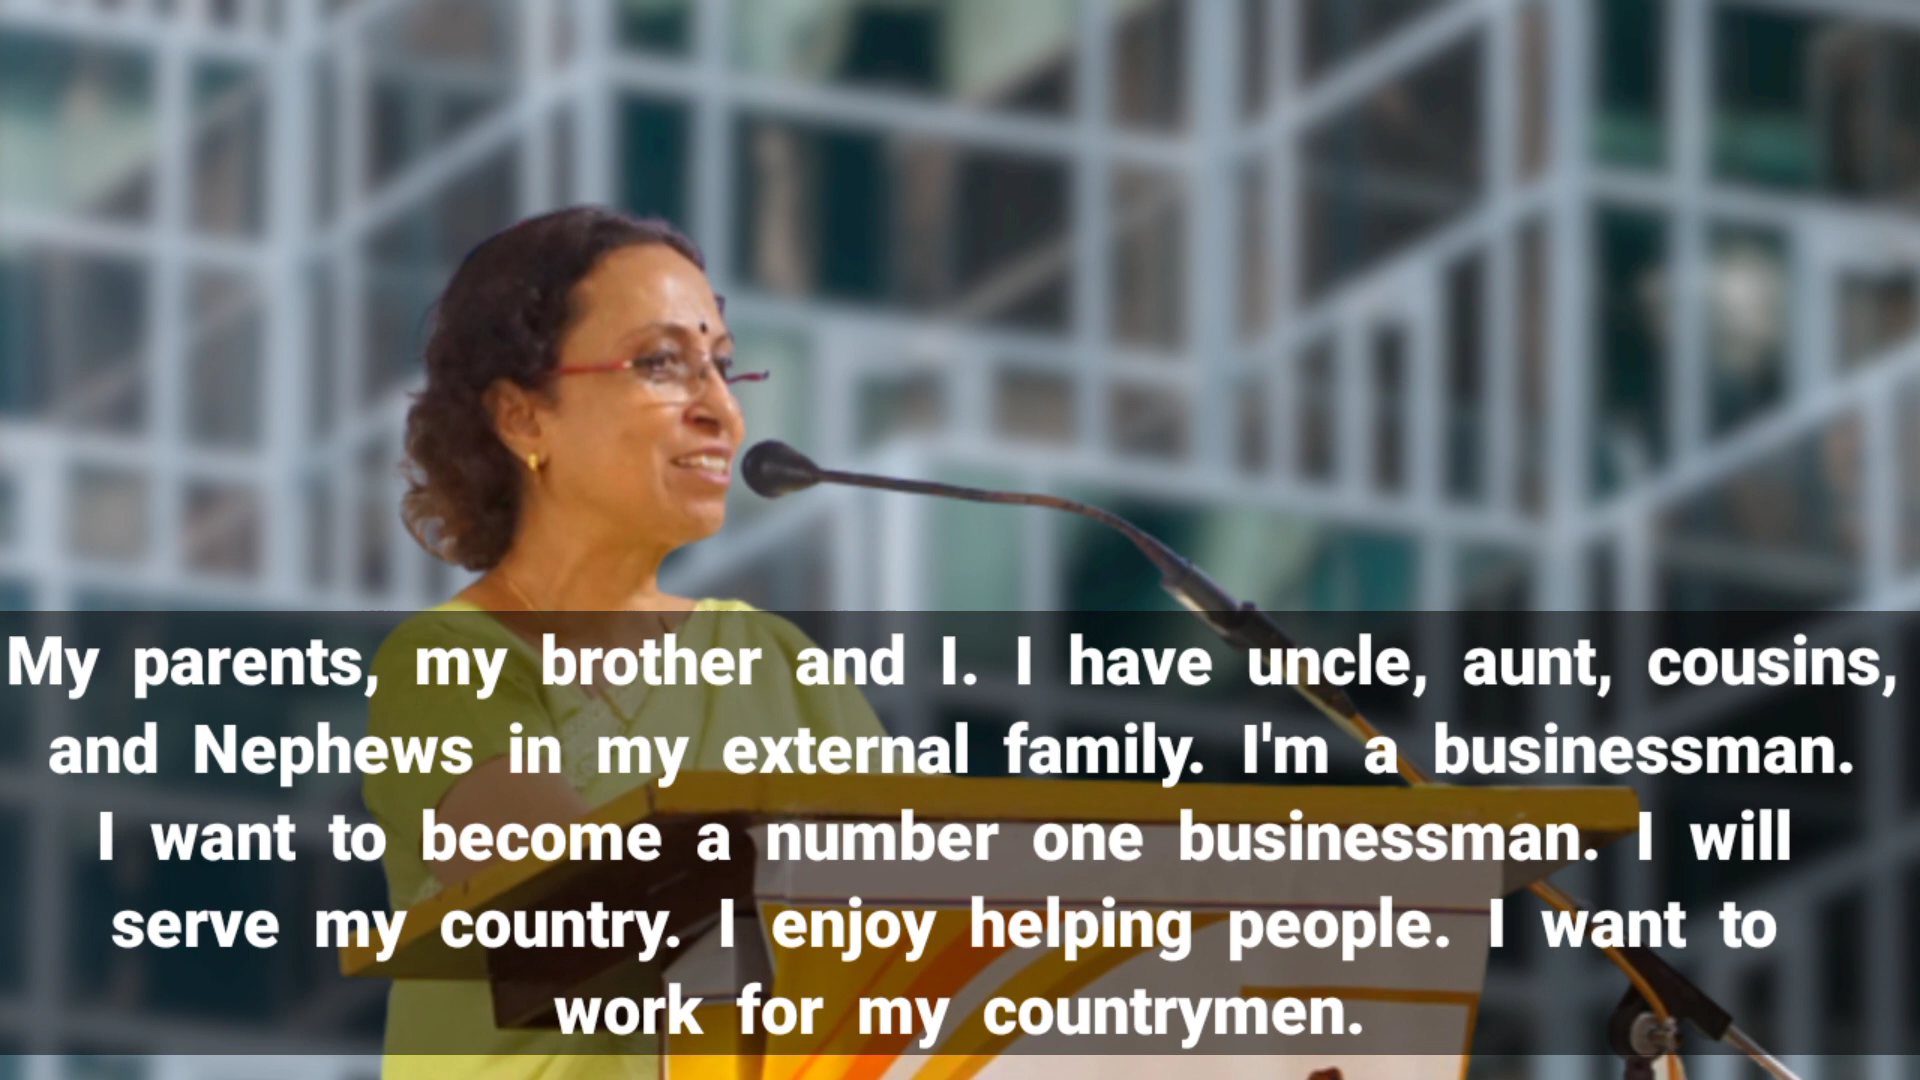 My parents, my brother and I. I have uncle, aunt, cousins,
and Nephews in my external family. I'm a businessman.
I want to become a number one businessman. I will
serve my country. I enjoy helping people. I want to
work for my countrymen.